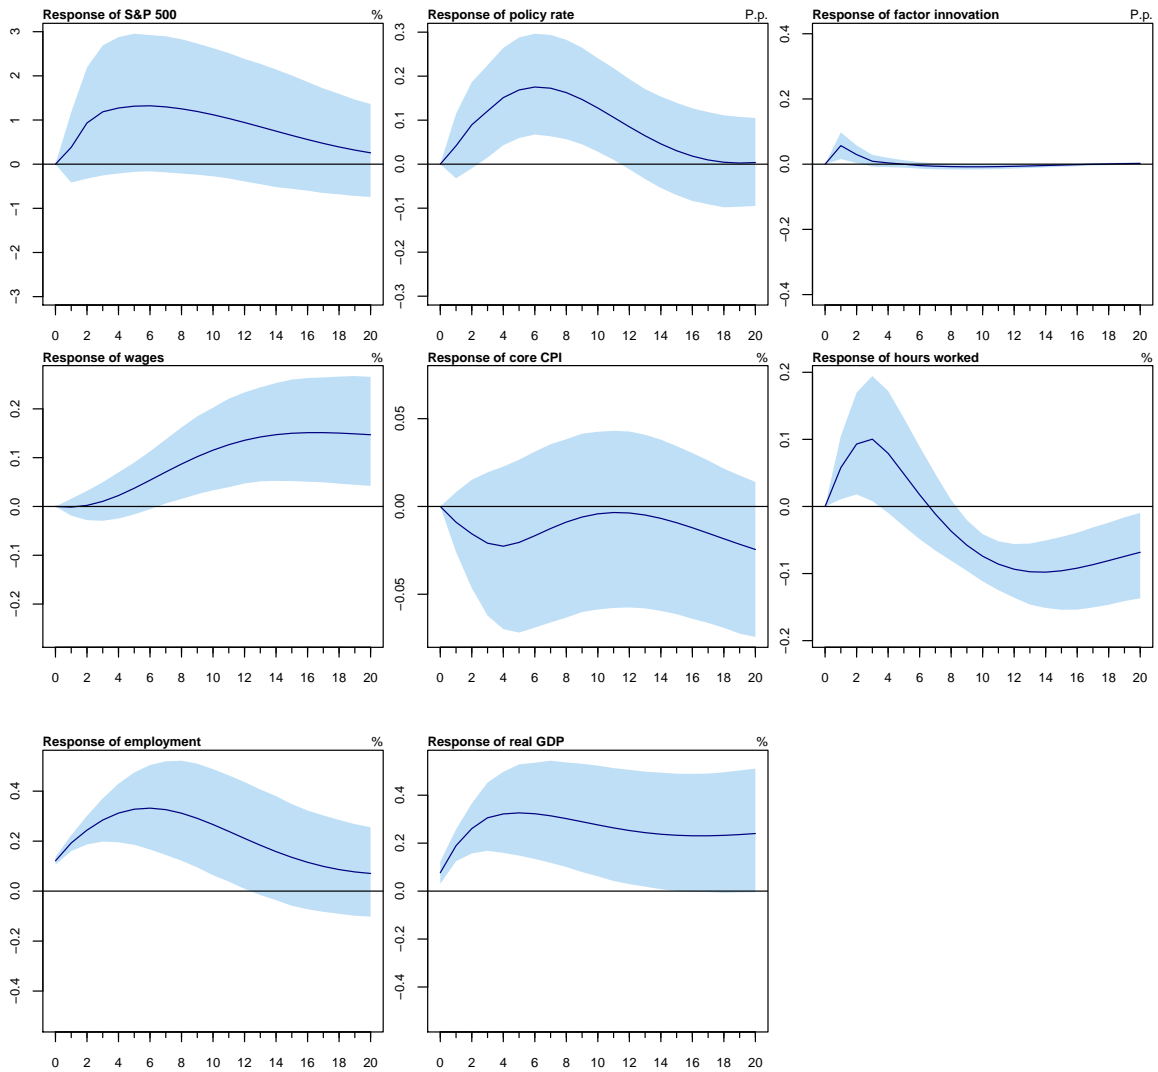 Response of S&P 500 %
3
2
1
0
−1
−2
−3
0 2 4 6 8 10 12 14 16 18 20
Response of policy rate P.p.
0.3
0.2
0.1
0.0
−0.1
−0.2
−0.3
0 2 4 6 8 10 12 14 16 18 20
Response of factor innovation P.p.
0.4
0.2
0.0
−0.2
−0.4
0 2 4 6 8 10 12 14 16 18 20
Response of wages %
0.2
0.1
0.0
−0.1
−0.2
0 2 4 6 8 10 12 14 16 18 20
Response of core CPI %
0.05
0.00
−0.05
0 2 4 6 8 10 12 14 16 18 20
Response of hours worked %
0.2
0.1
0.0
−0.1
−0.2
0 2 4 6 8 10 12 14 16 18 20
Response of employment %
0.4
0.2
0.0
−0.2
−0.4
0 2 4 6 8 10 12 14 16 18 20
Response of real GDP %
0.4
0.2
0.0
−0.2
−0.4
0 2 4 6 8 10 12 14 16 18 20